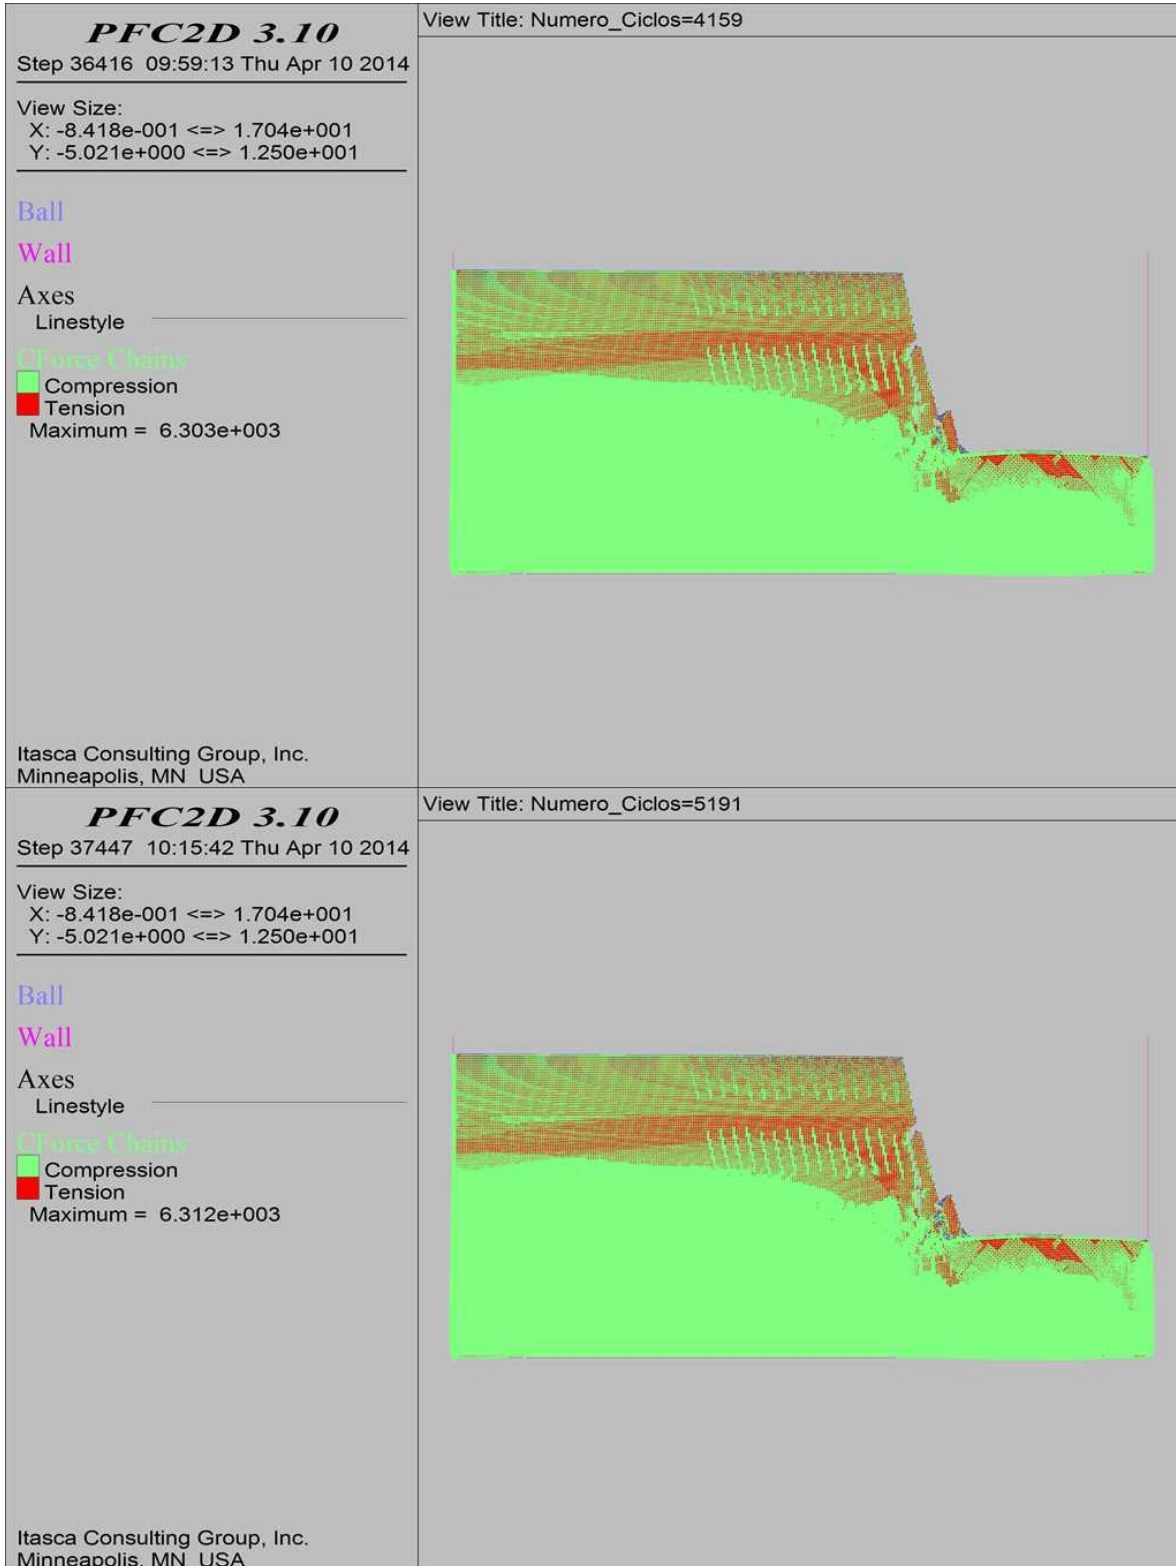 PFC2D 3.10
Step 36416 09:59:13 Thu Apr 10 2014
View Size:
X: -8.418e-001 <=> 1.704e+001
Y: -5.021e+000 <=> 1.250e+001
Ball
Wall
Axes
Linestyle
CForce Chains
Compression
Tension
Maximum = 6.303e+003
Itasca Consulting Group, Inc.
Minneapolis, MN USA
View Title: Numero_Ciclos=4159
PFC2D 3.10
Step 37447 10:15:42 Thu Apr 10 2014
View Size:
X: -8.418e-001 <=> 1.704e+001
Y: -5.021e+000 <=> 1.250e+001
Ball
Wall
Axes
Linestyle
CForce Chains
Compression
Tension
Maximum = 6.312e+003
Itasca Consulting Group, Inc.
Minneapolis, MN USA
View Title: Numero_Ciclos=5191